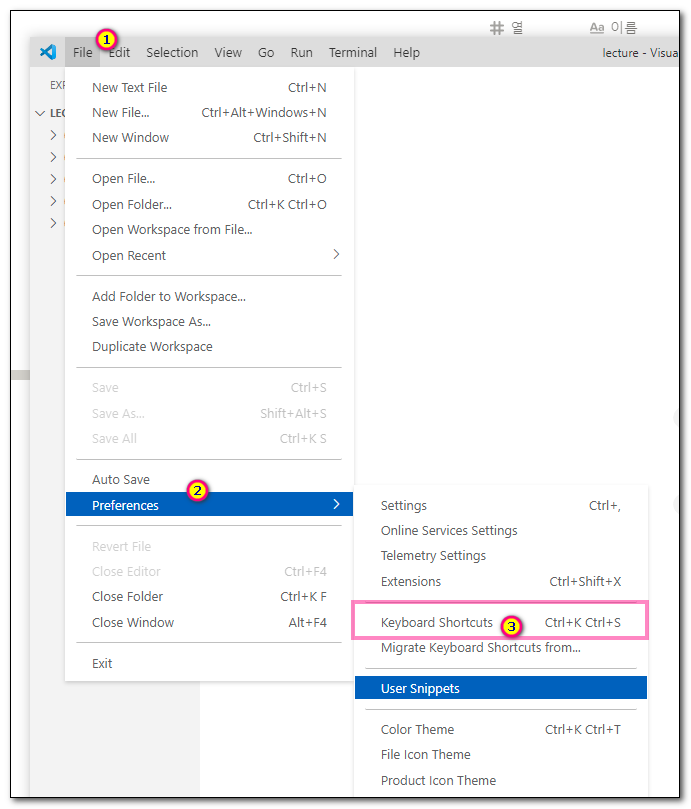 열 Aa 이름
1
File Edit Selection View Go Run Terminal Help lecture - Visua
EXP
LEC
New Text File Ctrl+N
New File... Ctrl+Alt+Windows+N
New Window Ctrl+Shift+N
Open File... Ctrl+O
Open Folder... Ctrl+K Ctrl+O
Open Workspace from File...
Open Recent
Add Folder to Workspace...
Save Workspace As...
Duplicate Workspace
Save Ctrl+S
Save As... Shift+Alt+S
Save All Ctrl+K S
Auto Save
2
Preferences
Revert File
Close Editor Ctrl+F4
Close Folder Ctrl+K F
Close Window Alt+F4
Exit
Settings Ctrl+,
Online Services Settings
Telemetry Settings
Extensions Ctrl+Shift+X
Keyboard Shortcuts 3 Ctrl+K Ctrl+S
Migrate Keyboard Shortcuts from...
User Snippets
Color Theme Ctrl+K Ctrl+T
File Icon Theme
Product Icon Theme